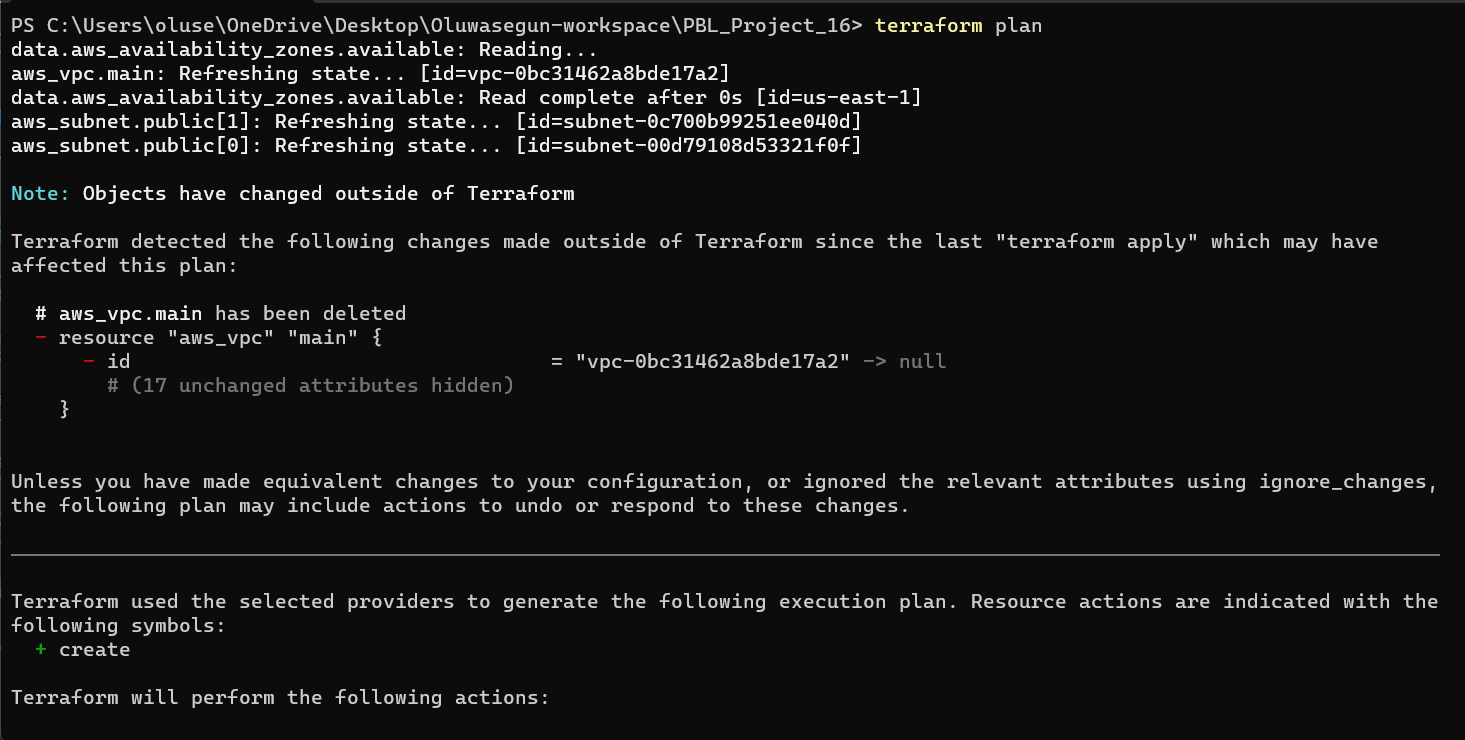 PS C:\Users\oluse\OneDrive\Desktop\Oluwasegun-workspace\PBL_Project_16> terraform plan
data.aws_availability_zones.available: Reading...
aws_vpc.main: Refreshing state... [id=vpc-0bc31462a8bde17a2]
data.aws_availability_zones.available: Read complete after 0s [id=us-east-1]
aws_subnet.public[1]: Refreshing state... [id=subnet-0c700b99251ee040d]
aws_subnet.public[0]: Refreshing state... [id=subnet-00d79108d53321f0f]
Note: Objects have changed outside of Terraform
Terraform detected the following changes made outside of Terraform since the last "terraform apply" which may have
affected this plan:
# aws_vpc.main has been deleted
- resource "aws_vpc" "main" {
- id = "vpc-0bc31462a8bde17a2" -> null
# (17 unchanged attributes hidden)
}
Unless you have made equivalent changes to your configuration, or ignored the relevant attributes using ignore_changes,
the following plan may include actions to undo or respond to these changes.
Terraform used the selected providers to generate the following execution plan. Resource actions are indicated with the
following symbols:
+ create
Terraform will perform the following actions: